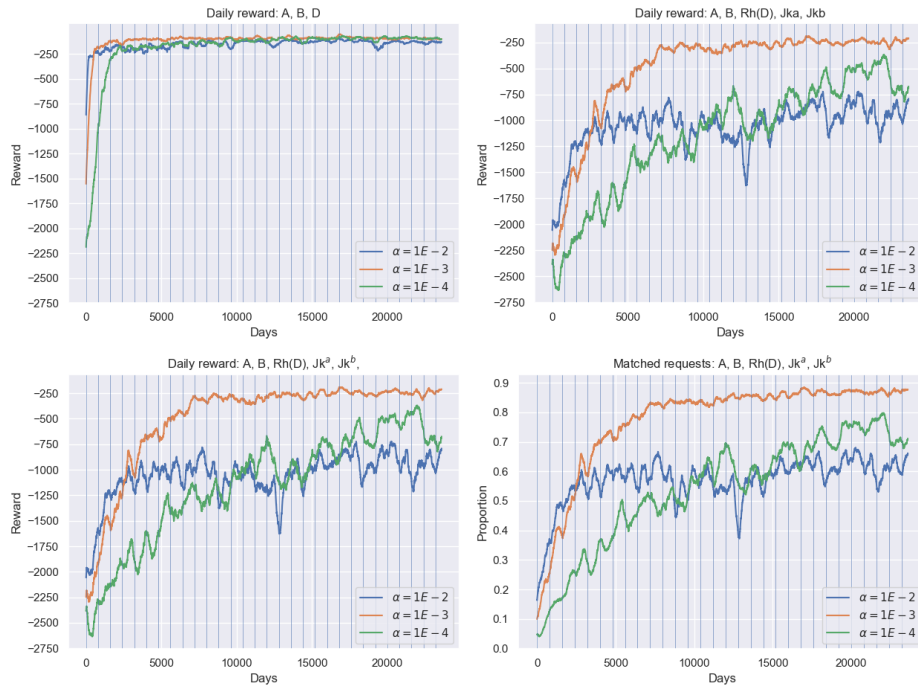 Daily reward: A, B, D
Reward
-250
-500
-750
-1000
-1250
-1500
-1750
-2000
-2250
-2500
-2750
α = 1E − 2
α = 1E − 3
α = 1E − 4
0 5000 10000 15000 20000
Days
Daily reward: A, B, Rh(D), Jka, Jkb
Reward
-250
-500
-750
-1000
-1250
-1500
-1750
-2000
-2250
-2500
-2750
α = 1E − 2
α = 1E − 3
α = 1E − 4
0 5000 10000 15000 20000
Days
Daily reward: A, B, Rh(D), Jkᵃ, Jkᵇ,
Reward
-250
-500
-750
-1000
-1250
-1500
-1750
-2000
-2250
-2500
-2750
α = 1E − 2
α = 1E − 3
α = 1E − 4
0 5000 10000 15000 20000
Days
Matched requests: A, B, Rh(D), Jkᵃ, Jkᵇ
Proportion
0.9
0.8
0.7
0.6
0.5
0.4
0.3
0.2
0.1
0.0
α = 1E − 2
α = 1E − 3
α = 1E − 4
0 5000 10000 15000 20000
Days